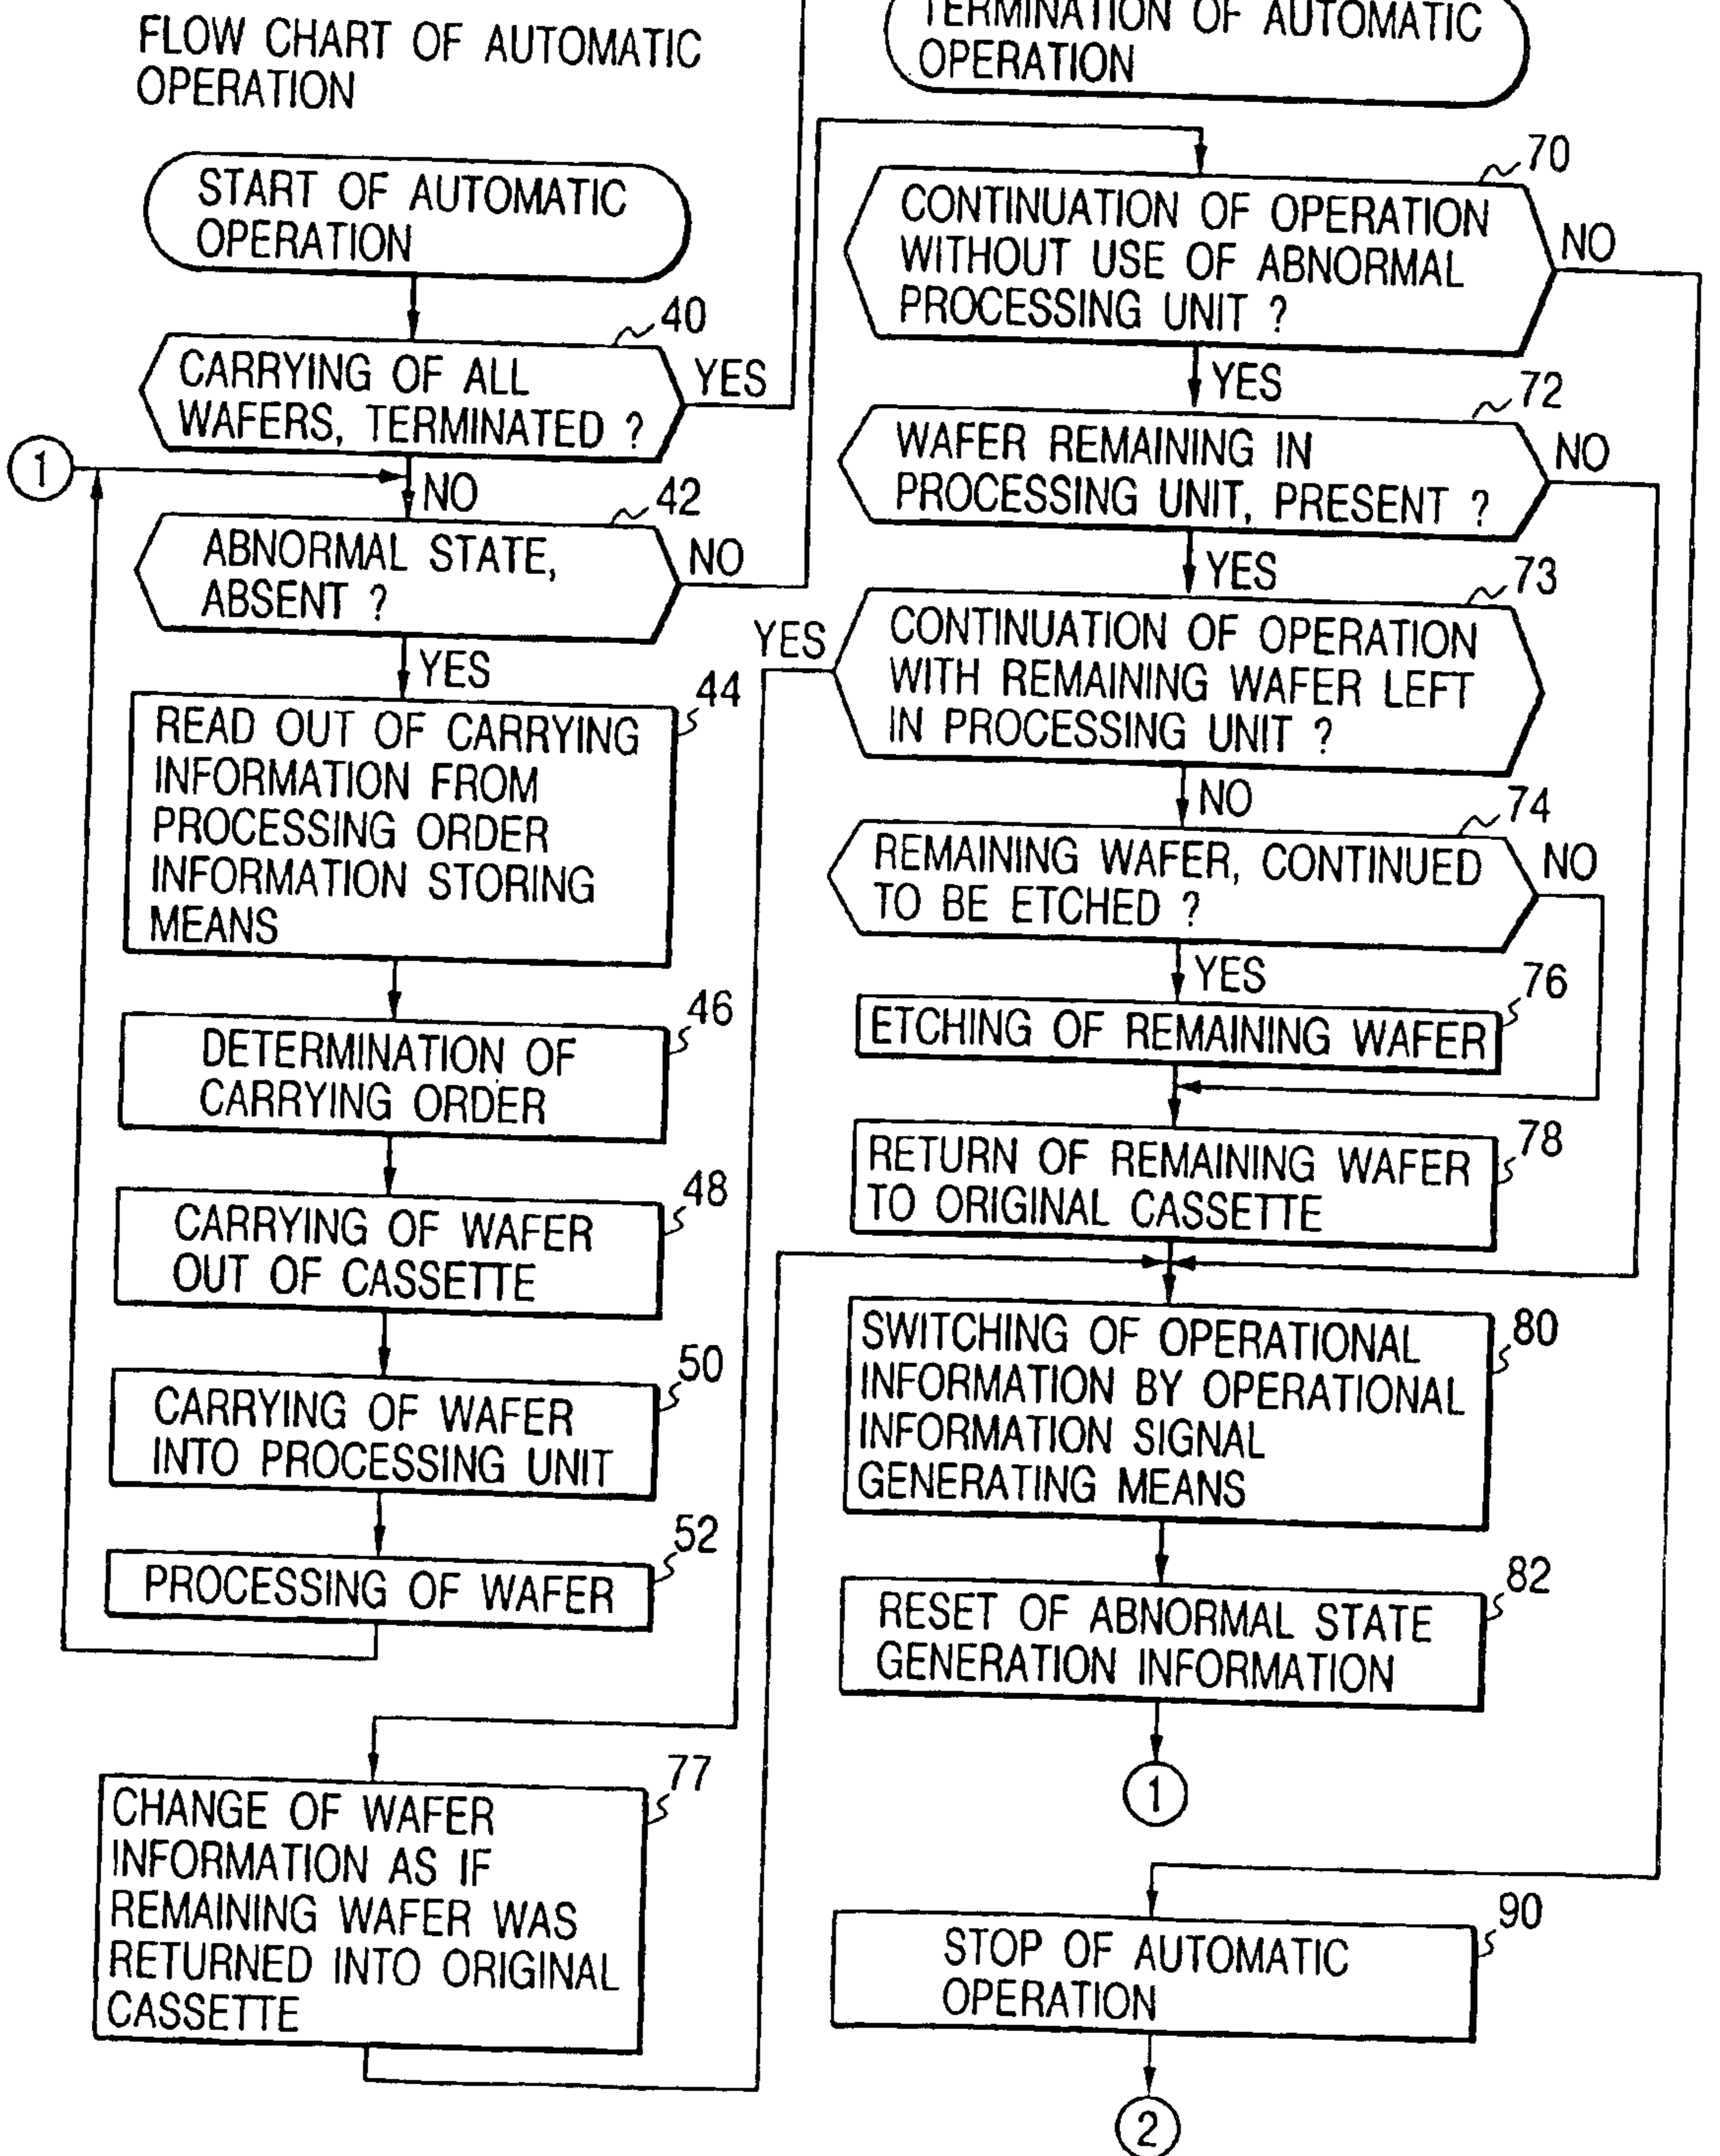 FLOW CHART OF AUTOMATIC
OPERATION
START OF AUTOMATIC
OPERATION
40
CARRYING OF ALL
WAFERS, TERMINATED ?
YES
1
NO
42
ABNORMAL STATE,
ABSENT ?
NO
YES
44
READ OUT OF CARRYING
INFORMATION FROM
PROCESSING ORDER
INFORMATION STORING
MEANS
46
DETERMINATION OF
CARRYING ORDER
48
CARRYING OF WAFER
OUT OF CASSETTE
50
CARRYING OF WAFER
INTO PROCESSING UNIT
52
PROCESSING OF WAFER
77
CHANGE OF WAFER
INFORMATION AS IF
REMAINING WAFER WAS
RETURNED INTO ORIGINAL
CASSETTE
TERMINATION OF AUTOMATIC
OPERATION
70
CONTINUATION OF OPERATION
WITHOUT USE OF ABNORMAL
PROCESSING UNIT ?
NO
YES
72
WAFER REMAINING IN
PROCESSING UNIT, PRESENT ?
NO
YES
73
CONTINUATION OF OPERATION
WITH REMAINING WAFER LEFT
IN PROCESSING UNIT ?
YES
NO
74
REMAINING WAFER, CONTINUED
TO BE ETCHED ?
NO
YES
76
ETCHING OF REMAINING WAFER
78
RETURN OF REMAINING WAFER
TO ORIGINAL CASSETTE
80
SWITCHING OF OPERATIONAL
INFORMATION BY OPERATIONAL
INFORMATION SIGNAL
GENERATING MEANS
82
RESET OF ABNORMAL STATE
GENERATION INFORMATION
1
90
STOP OF AUTOMATIC
OPERATION
2